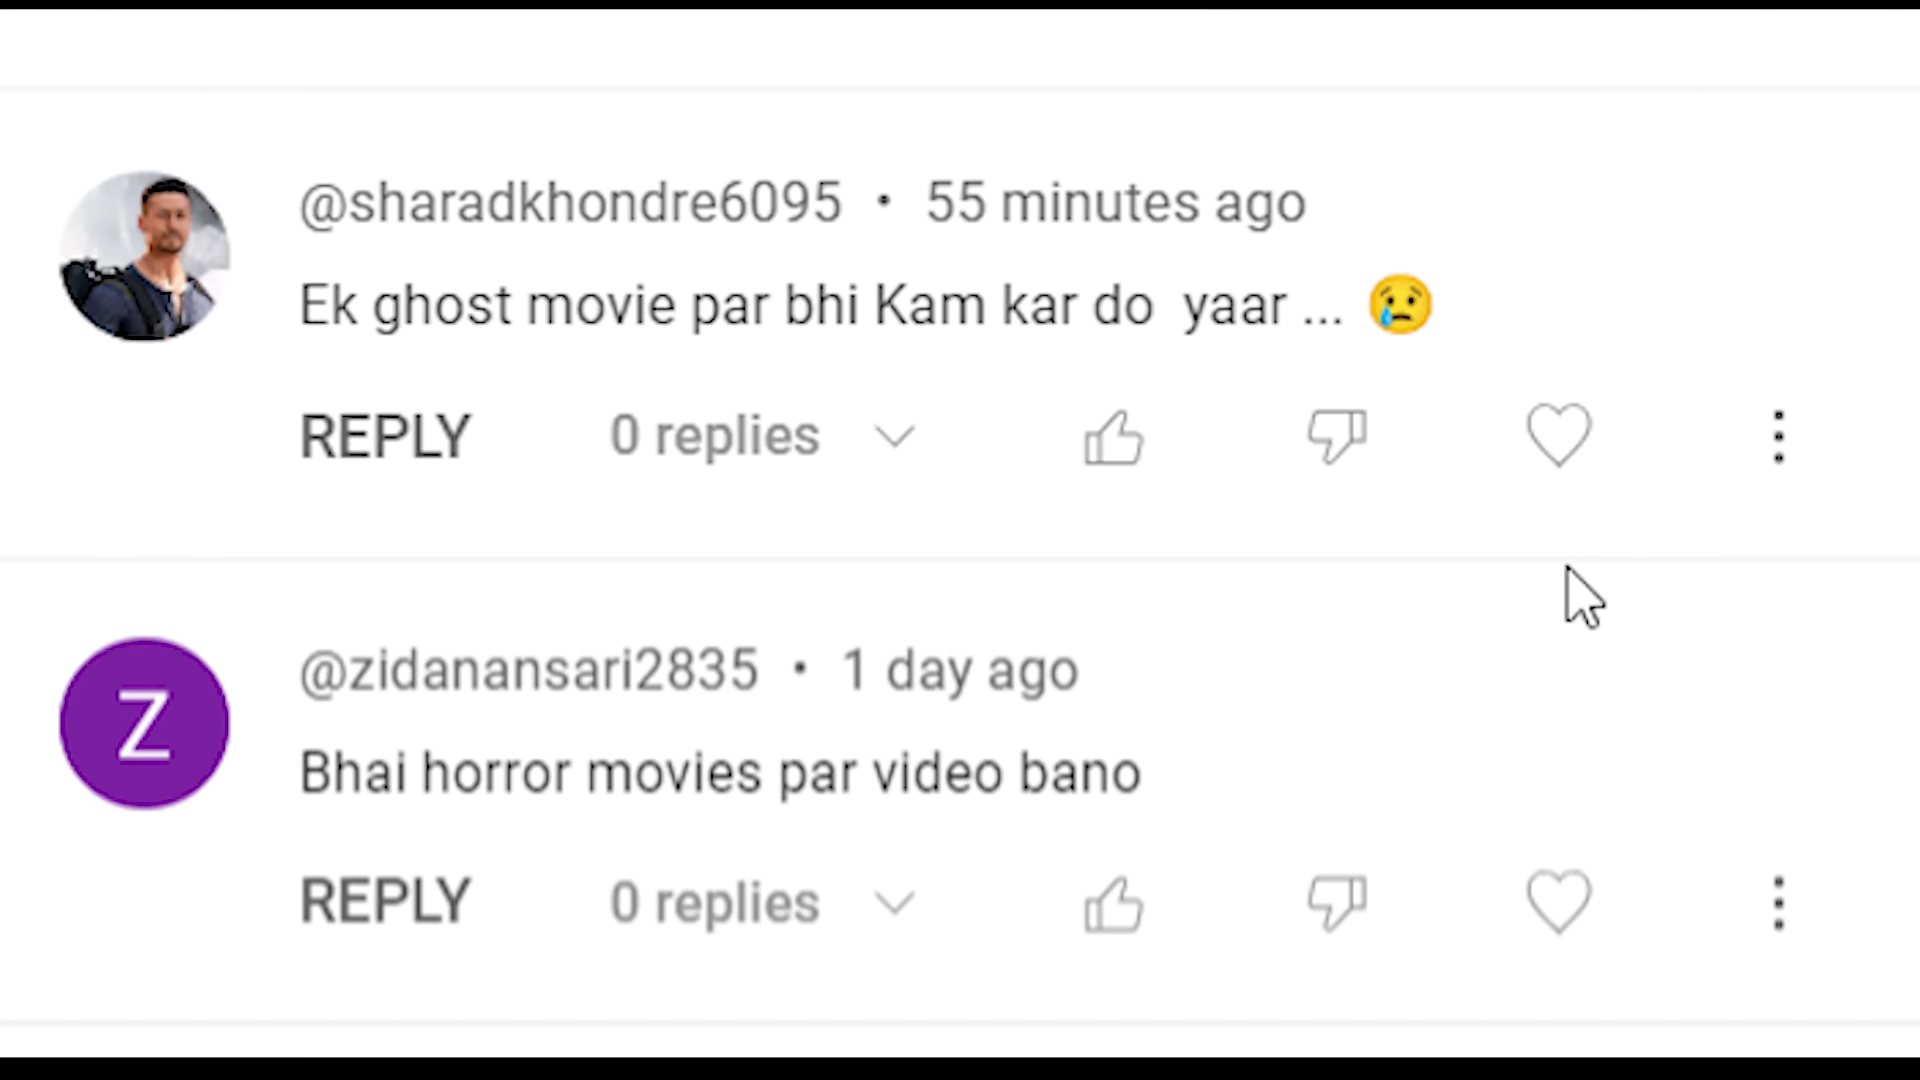 @sharadkhondre6095 • 55 minutes ago
Ek ghost movie par bhi Kam kar do  yaar ... 😢
REPLY 0 replies
Z
@zidanansari2835 • 1 day ago
Bhai horror movies par video bano
REPLY 0 replies